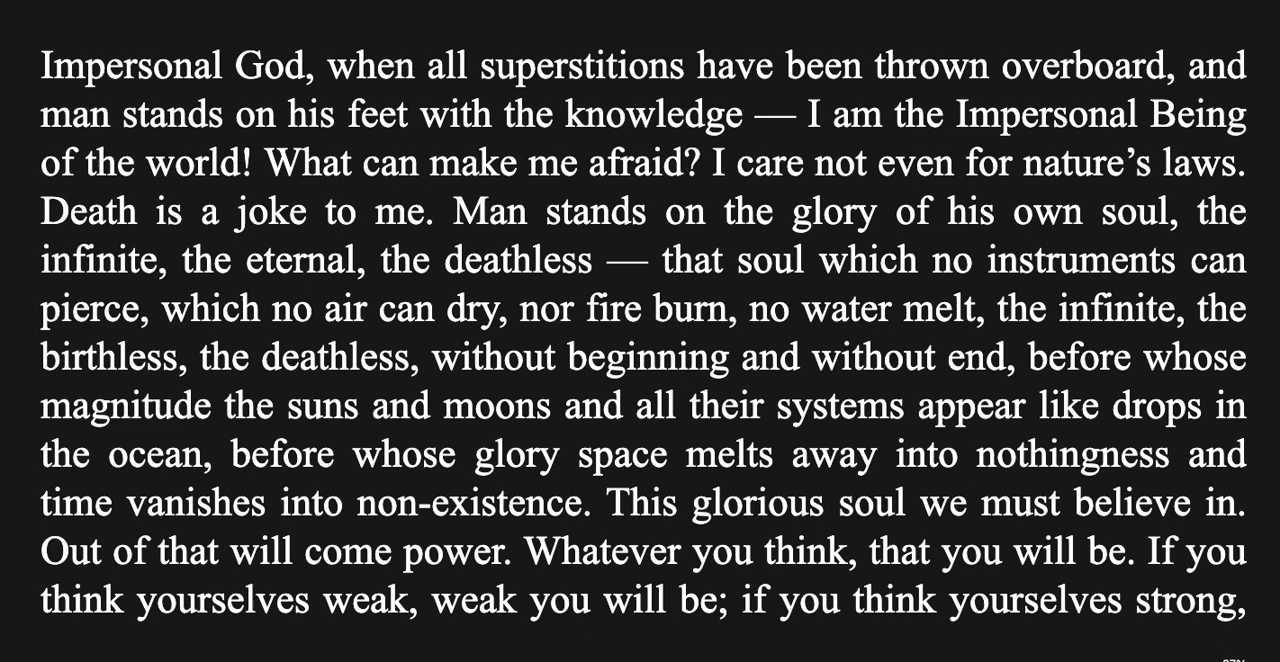 Impersonal God, when all superstitions have been thrown overboard, and
man stands on his feet with the knowledge — I am the Impersonal Being
of the world! What can make me afraid? I care not even for nature’s laws.
Death is a joke to me. Man stands on the glory of his own soul, the
infinite, the eternal, the deathless — that soul which no instruments can
pierce, which no air can dry, nor fire burn, no water melt, the infinite, the
birthless, the deathless, without beginning and without end, before whose
magnitude the suns and moons and all their systems appear like drops in
the ocean, before whose glory space melts away into nothingness and
time vanishes into non-existence. This glorious soul we must believe in.
Out of that will come power. Whatever you think, that you will be. If you
think yourselves weak, weak you will be; if you think yourselves strong,